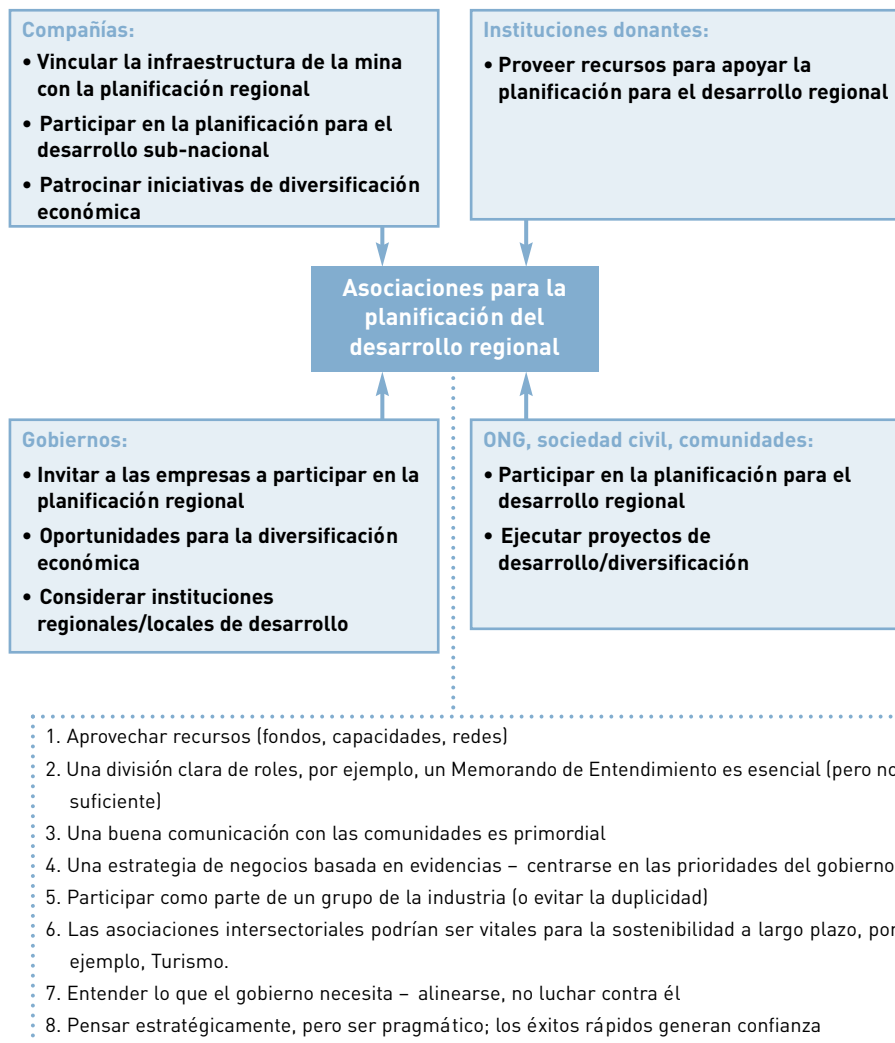 Compañías:
• Vincular la infraestructura de la mina
con la planificación regional
• Participar en la planificación para el
desarrollo sub-nacional
• Patrocinar iniciativas de diversificación
económica
Instituciones donantes:
• Proveer recursos para apoyar la
planificación para el desarrollo regional
Asociaciones para la
planificación del
desarrollo regional
Gobiernos:
• Invitar a las empresas a participar en la
planificación regional
• Oportunidades para la diversificación
económica
• Considerar instituciones
regionales/locales de desarrollo
ONG, sociedad civil, comunidades:
• Participar en la planificación para el
desarrollo regional
• Ejecutar proyectos de
desarrollo/diversificación
1. Aprovechar recursos (fondos, capacidades, redes)
2. Una división clara de roles, por ejemplo, un Memorando de Entendimiento es esencial (pero no
suficiente)
3. Una buena comunicación con las comunidades es primordial
4. Una estrategia de negocios basada en evidencias – centrarse en las prioridades del gobierno
5. Participar como parte de un grupo de la industria (o evitar la duplicidad)
6. Las asociaciones intersectoriales podrían ser vitales para la sostenibilidad a largo plazo, por
ejemplo, Turismo.
7. Entender lo que el gobierno necesita – alinearse, no luchar contra él
8. Pensar estratégicamente, pero ser pragmático; los éxitos rápidos generan confianza